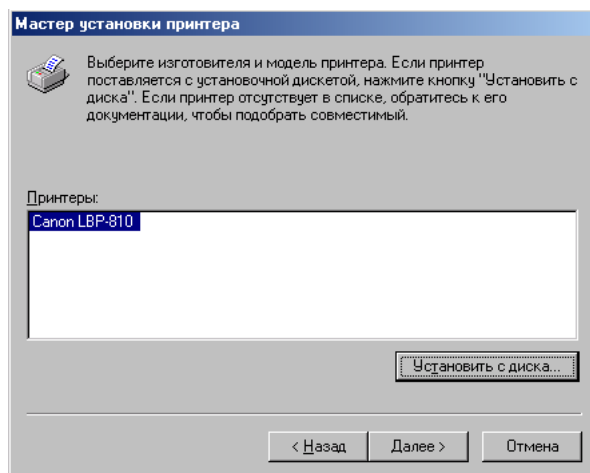 Мастер установки принтера
Выберите изготовителя и модель принтера. Если принтер
поставляется с установочной дискетой, нажмите кнопку "Установить с
диска". Если принтер отсутствует в списке, обратитесь к его
документации, чтобы подобрать совместимый.
Принтеры:
Canon LBP-810
Установить с диска...
< Назад Далее > Отмена